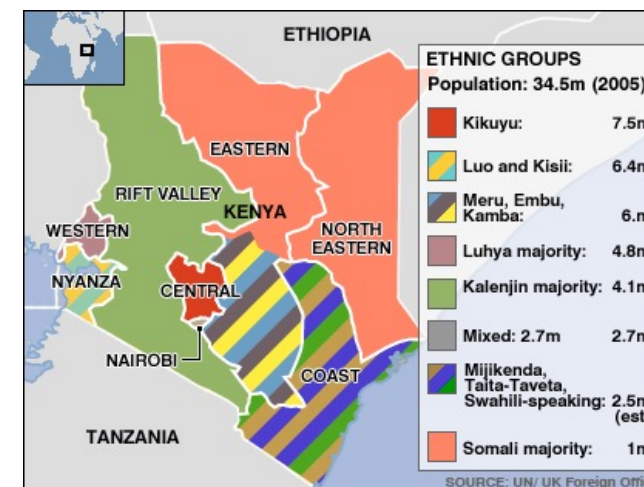 ETHIOPIA
EASTERN
RIFT VALLEY
KENYA
WESTERN
NORTH
EASTERN
NYANZA
CENTRAL
NAIROBI
COAST
TANZANIA
ETHNIC GROUPS
Population: 34.5m (2005)
Kikuyu: 7.5m
Luo and Kisii: 6.4m
Meru, Embu,
Kamba: 6.m
Luhya majority: 4.8m
Kalenjin majority: 4.1m
Mixed: 2.7m 2.7m
Mijikenda,
Taita-Taveta,
Swahili-speaking: 2.5m
(est
Somali majority: 1m
SOURCE: UN/ UK Foreign Offi